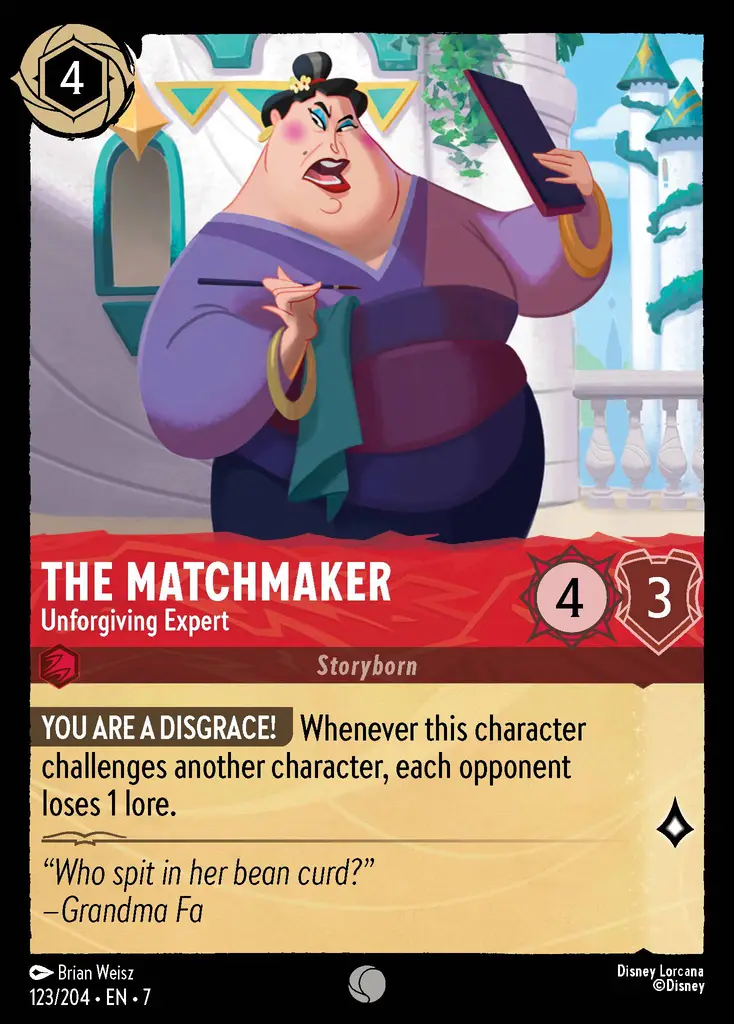 4
THE MATCHMAKER
Unforgiving Expert
4
3
Storyborn
YOU ARE A DISGRACE! Whenever this character
challenges another character, each opponent
loses 1 lore.
“Who spit in her bean curd?”
–Grandma Fa
Brian Weisz
Disney Lorcana
123/204 • EN • 7
©Disney